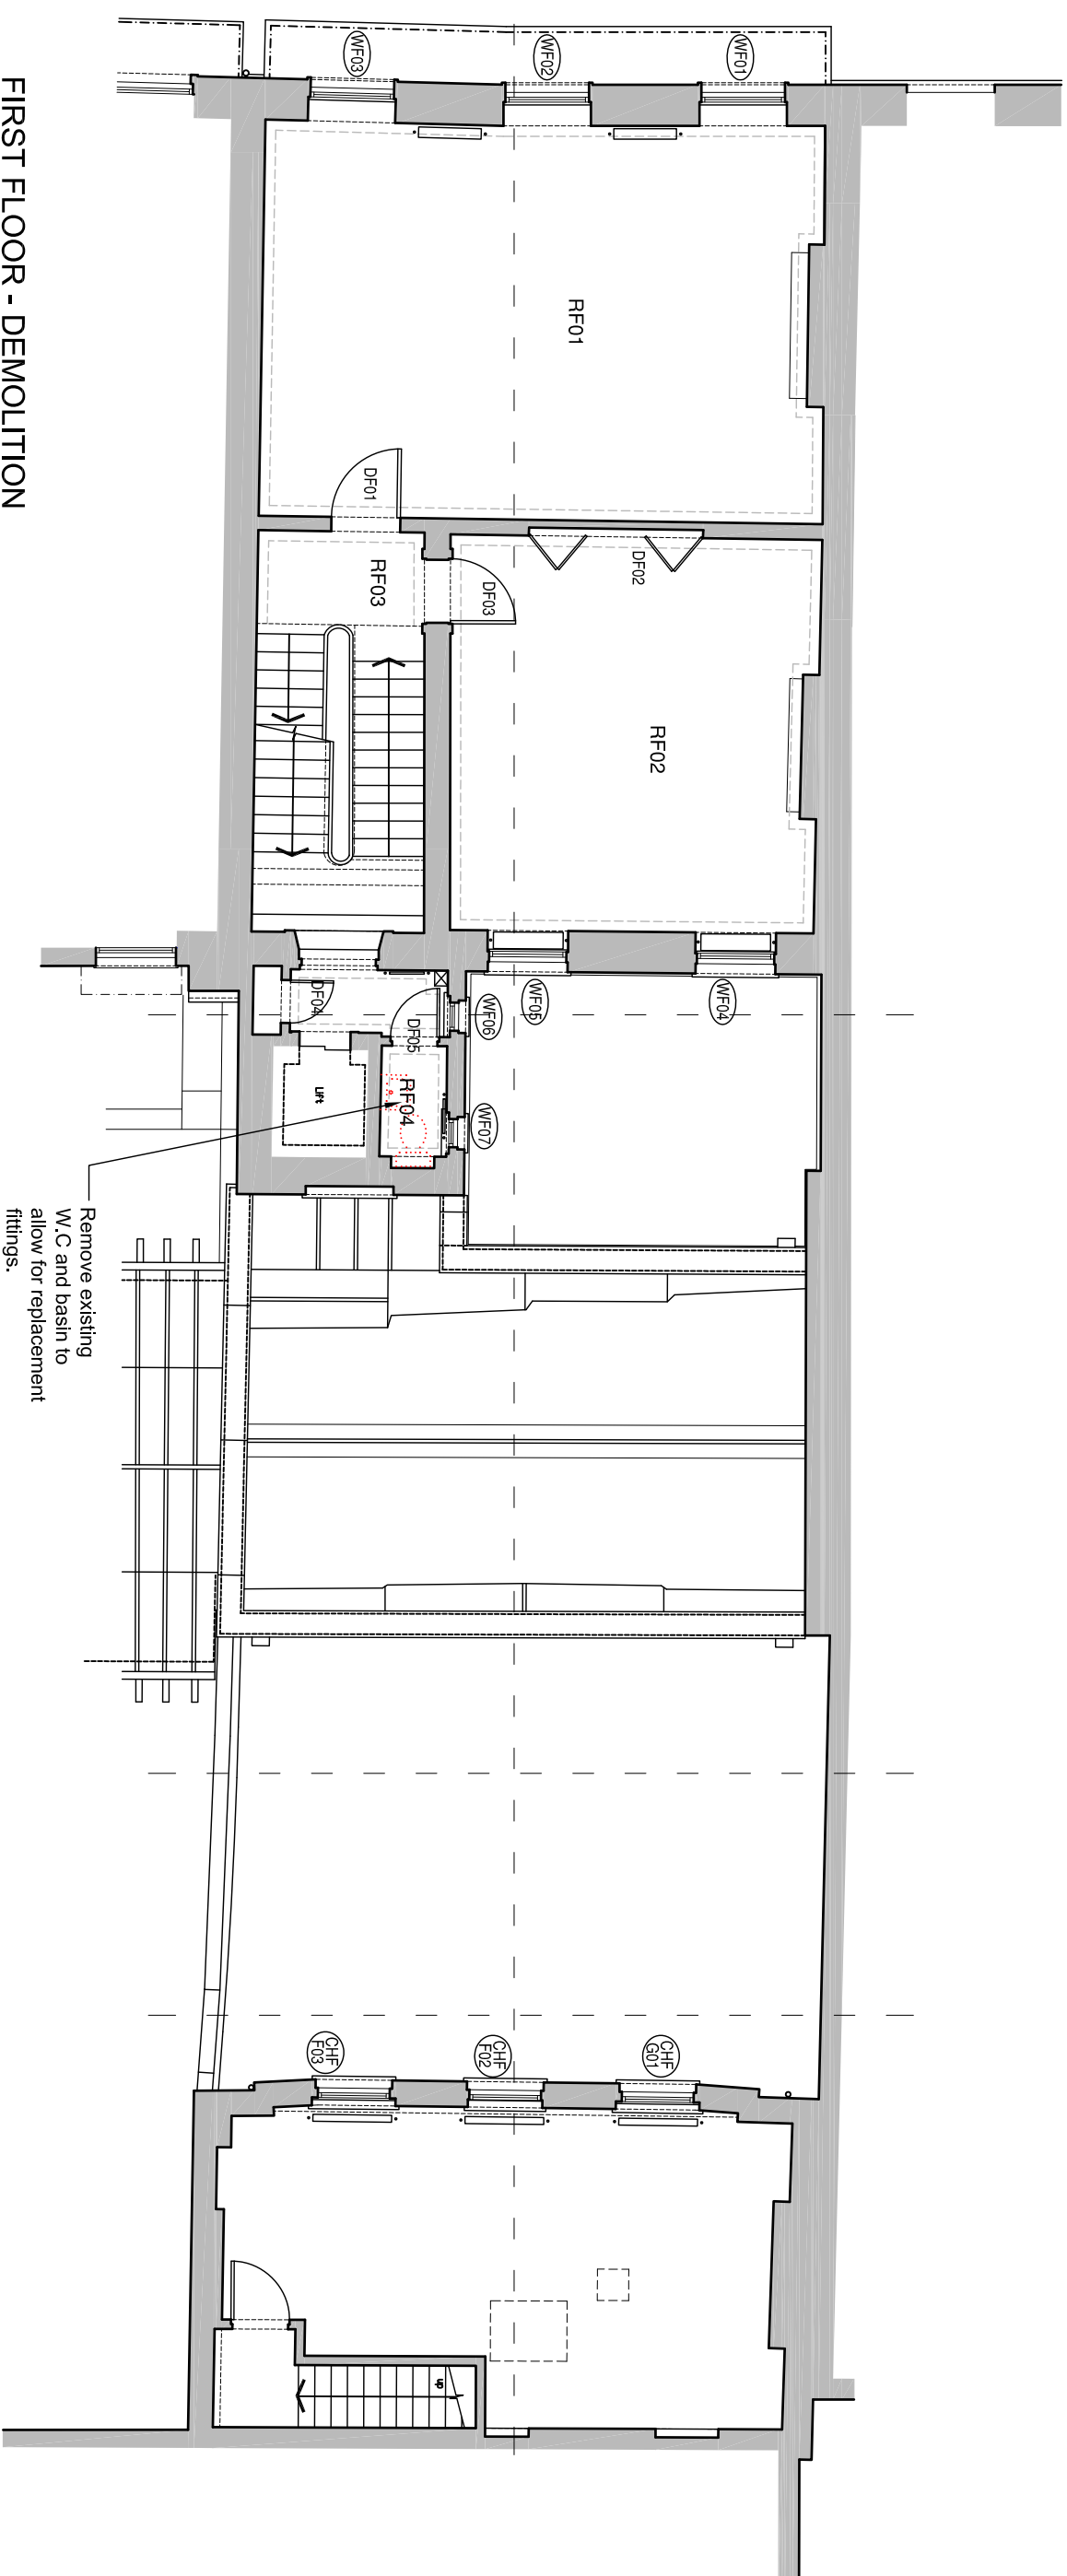 FIRST FLOOR - DEMOLITION
WF03
WF02
WF01
RF01
DF01
RF03
DF03
DF02
RF02
DF04
DF05
WF06
WF05
WF04
Lift
RF04
WF07
Remove existing
W.C and basin to
allow for replacement
fittings.
CHF
F03
CHF
F02
CHF
G01
up